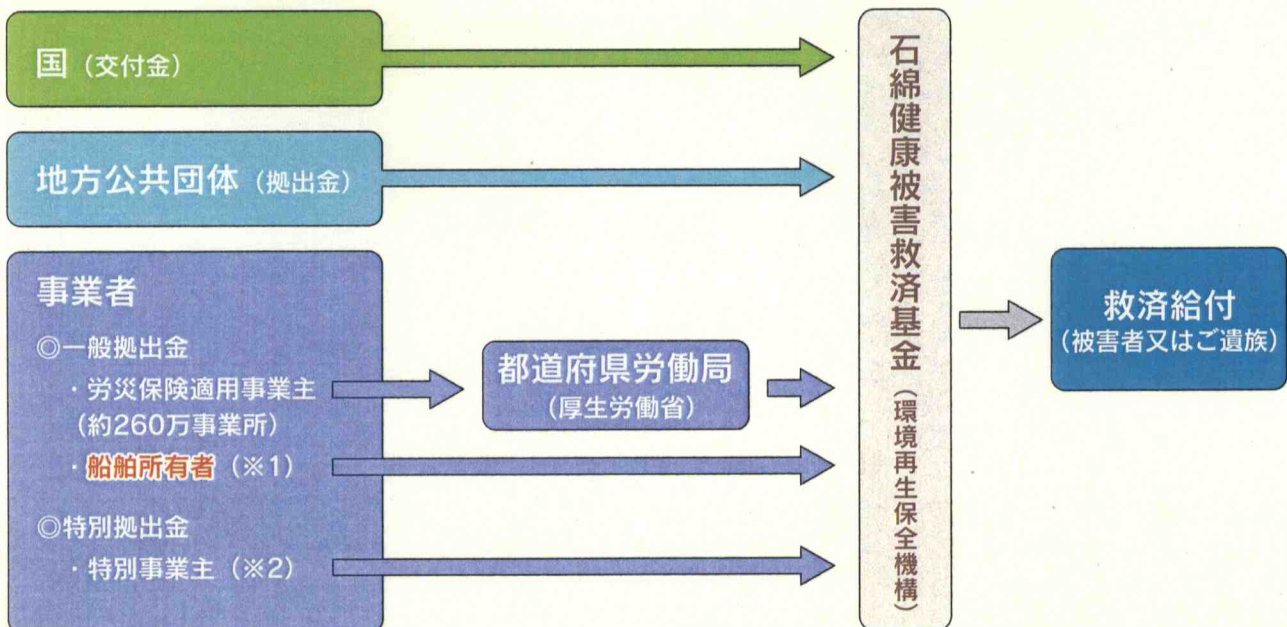 国（交付金）
地方公共団体（拠出金）
事業者
◎一般拠出金
・労災保険適用事業主
（約260万事業所）
・船舶所有者（※1）
◎特別拠出金
・特別事業主（※2）
都道府県労働局
（厚生労働省）
石綿健康被害救済基金（環境再生保全機構）
救済給付
（被害者又はご遺族）